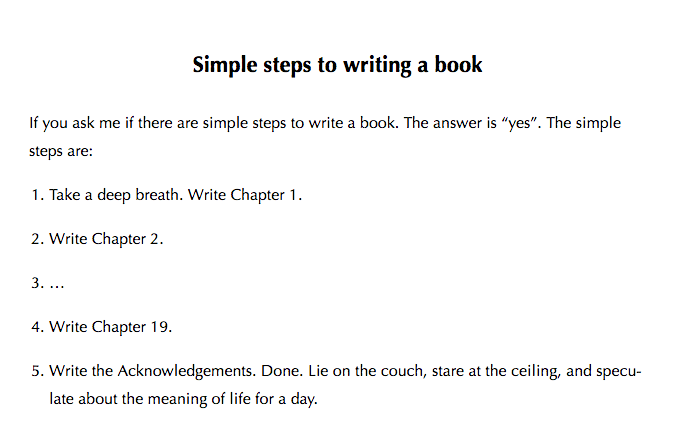 Simple steps to writing a book
If you ask me if there are simple steps to write a book. The answer is “yes”. The simple
steps are:
1. Take a deep breath. Write Chapter 1.
2. Write Chapter 2.
3. …
4. Write Chapter 19.
5. Write the Acknowledgements. Done. Lie on the couch, stare at the ceiling, and specu-
late about the meaning of life for a day.